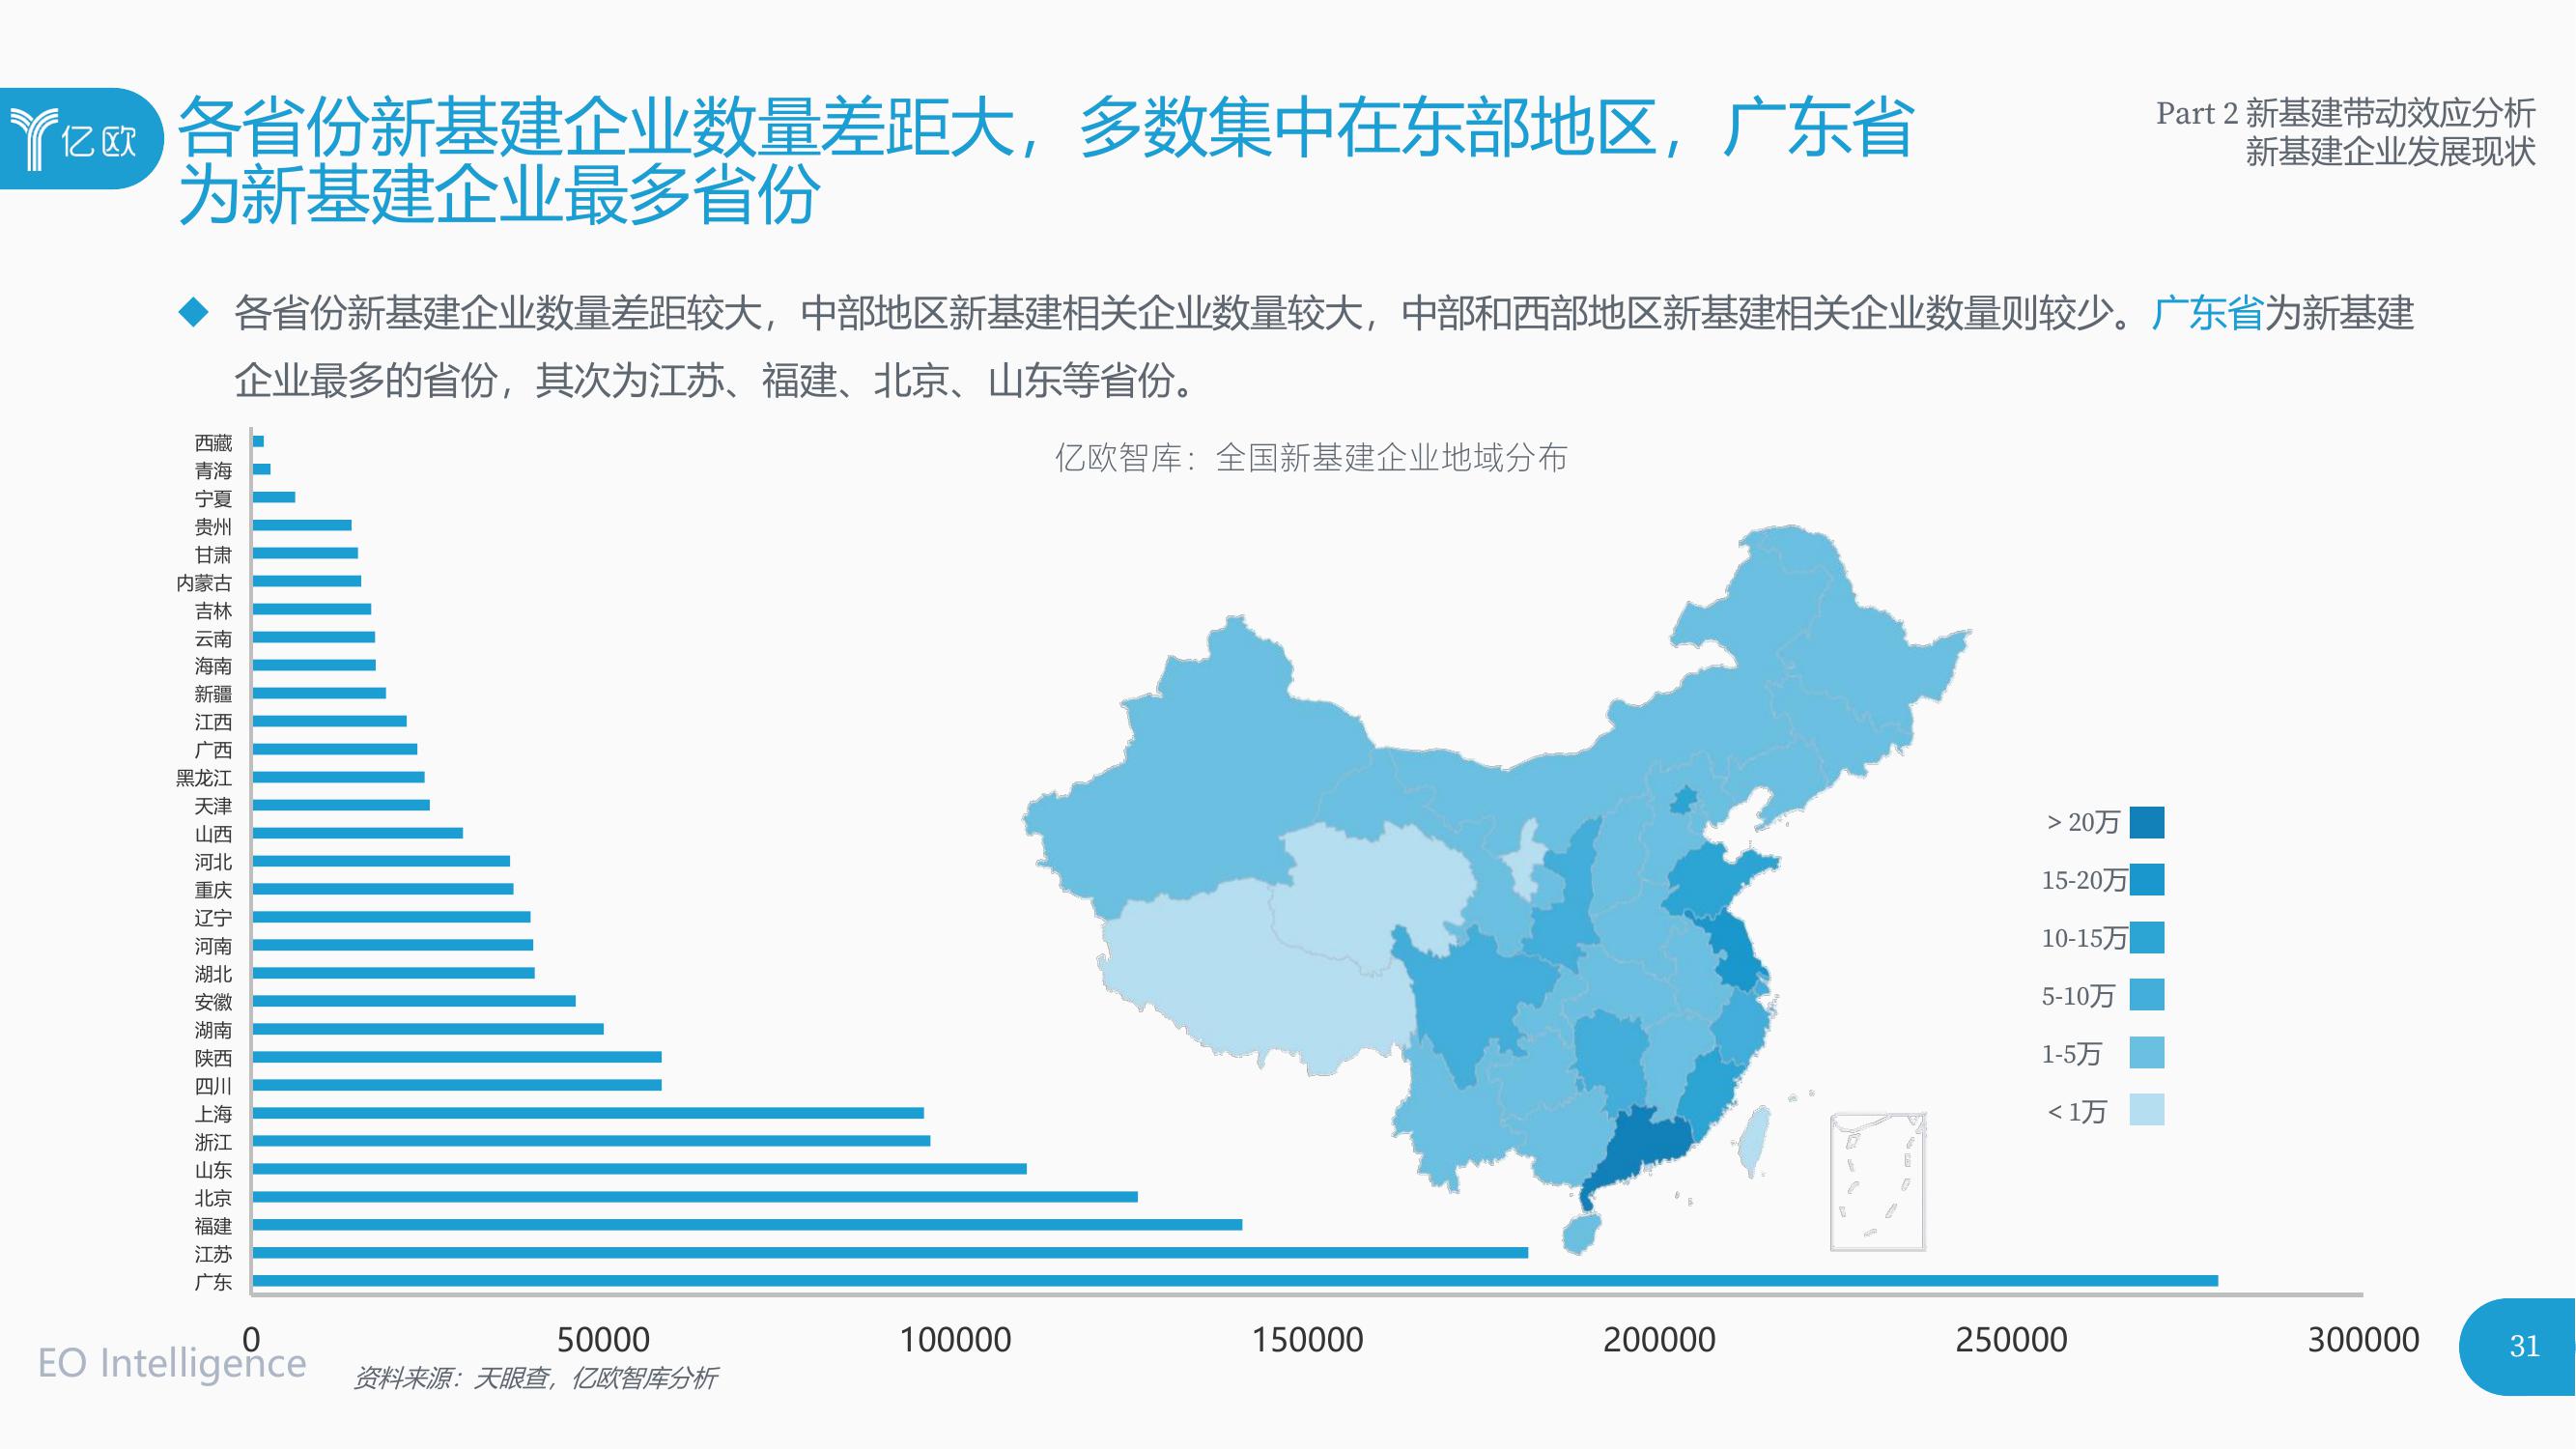 亿欧
各省份新基建企业数量差距大，多数集中在东部地区，广东省
为新基建企业最多省份
Part 2 新基建带动效应分析
新基建企业发展现状
各省份新基建企业数量差距较大，中部地区新基建相关企业数量较大，中部和西部地区新基建相关企业数量则较少。广东省为新基建
企业最多的省份，其次为江苏、福建、北京、山东等省份。
亿欧智库：全国新基建企业地域分布
西藏
青海
宁夏
贵州
甘肃
内蒙古
吉林
云南
海南
新疆
江西
广西
黑龙江
天津
山西
河北
重庆
辽宁
河南
湖北
安徽
湖南
陕西
四川
上海
浙江
山东
北京
福建
江苏
广东
> 20万
15-20万
10-15万
5-10万
1-5万
< 1万
0 50000 100000 150000 200000 250000 300000
EO Intelligence
资料来源：天眼查，亿欧智库分析
31